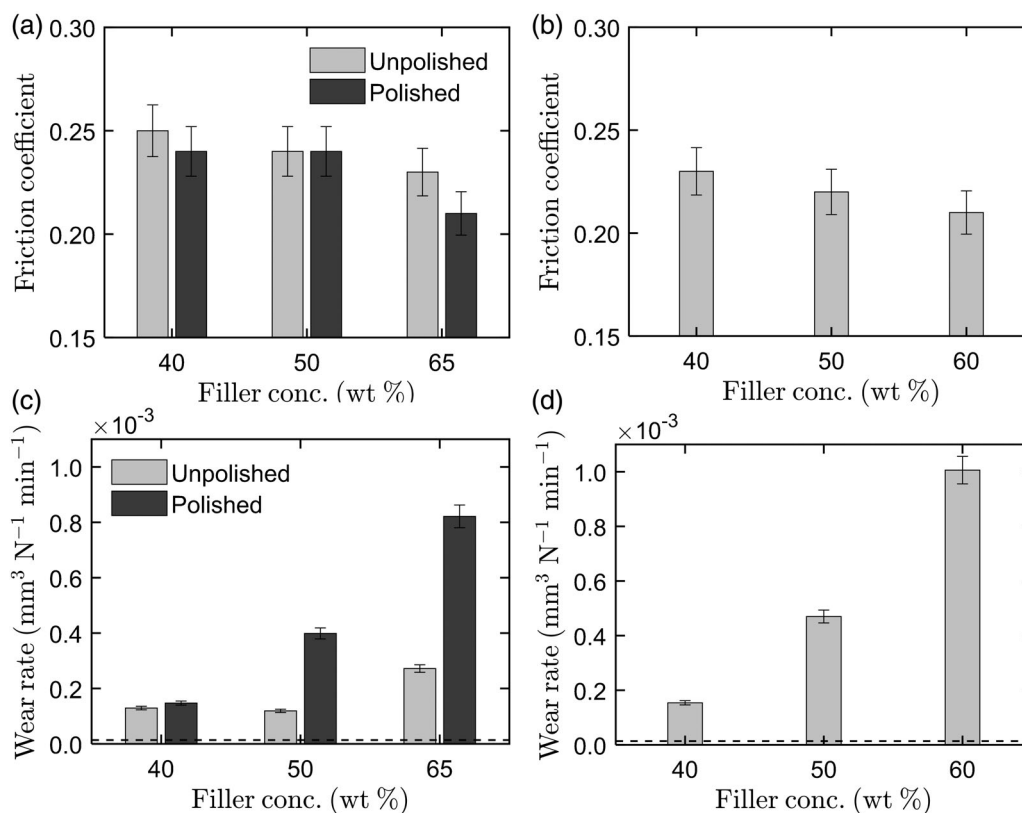 (a)
0.30
0.25
0.20
0.15
Friction coefficient
Unpolished
Polished
40 50 65
Filler conc. (wt %)
(b)
0.30
0.25
0.20
0.15
Friction coefficient
40 50 60
Filler conc. (wt %)
(c)
×10⁻³
1.0
0.8
0.6
0.4
0.2
0.0
Wear rate (mm³ N⁻¹ min⁻¹)
Unpolished
Polished
40 50 65
Filler conc. (wt %)
(d)
×10⁻³
1.0
0.8
0.6
0.4
0.2
0.0
Wear rate (mm³ N⁻¹ min⁻¹)
40 50 60
Filler conc. (wt %)